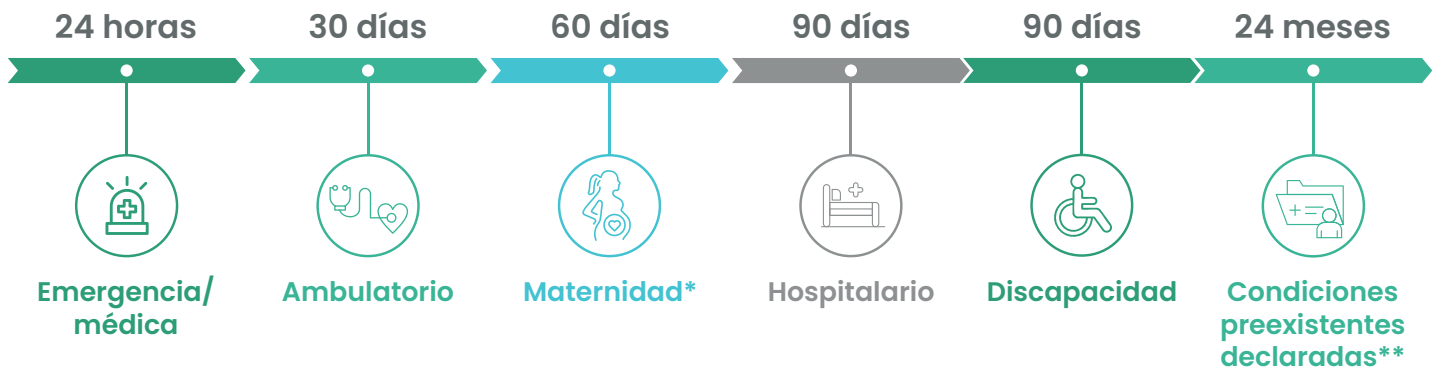 24 horas
30 días
60 días
90 días
90 días
24 meses
Emergencia/
médica
Ambulatorio
Maternidad*
Hospitalario
Discapacidad
Condiciones
preexistentes
declaradas**